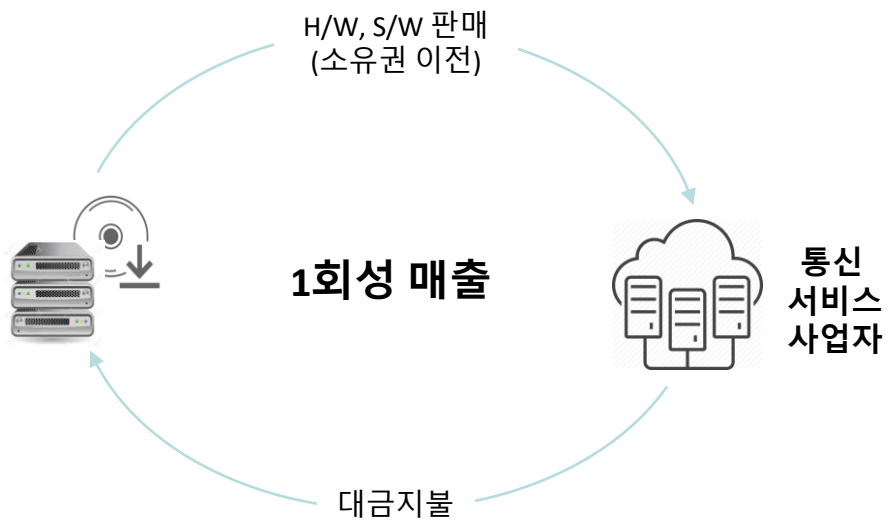 H/W, S/W 판매
(소유권 이전)
1회성 매출
통신
서비스
사업자
대금지불